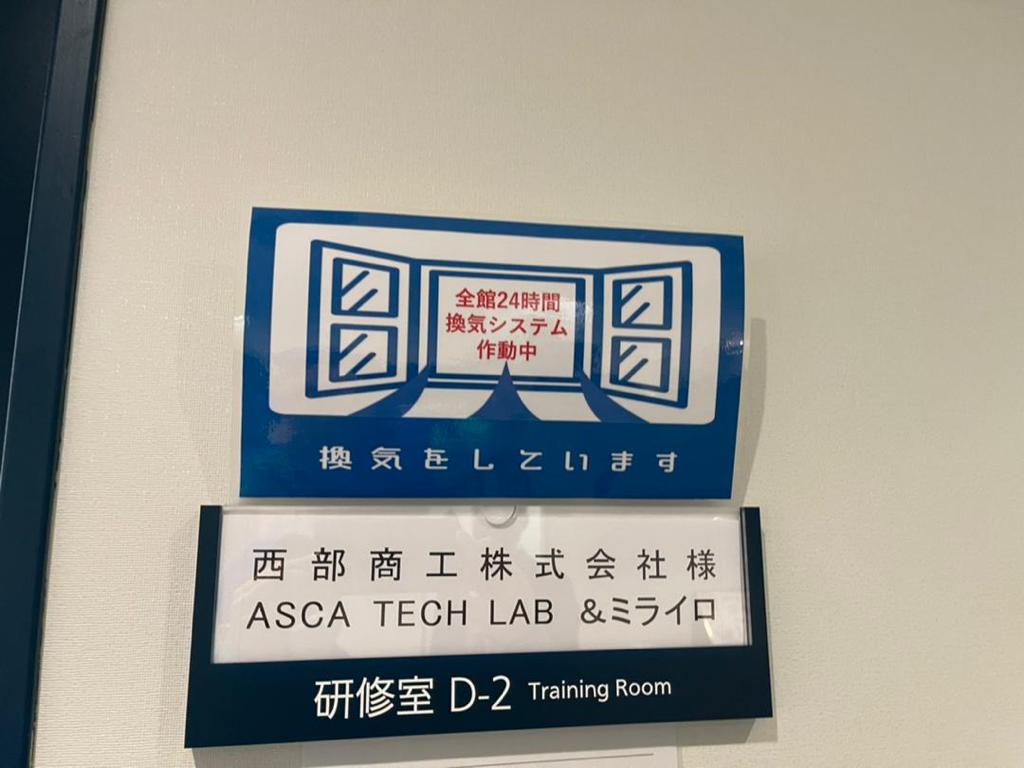 全館24時間
換気システム
作動中
換気をしています
西部商工株式会社様
ASCA TECH LAB &ミライロ
研修室 D-2 Training Room